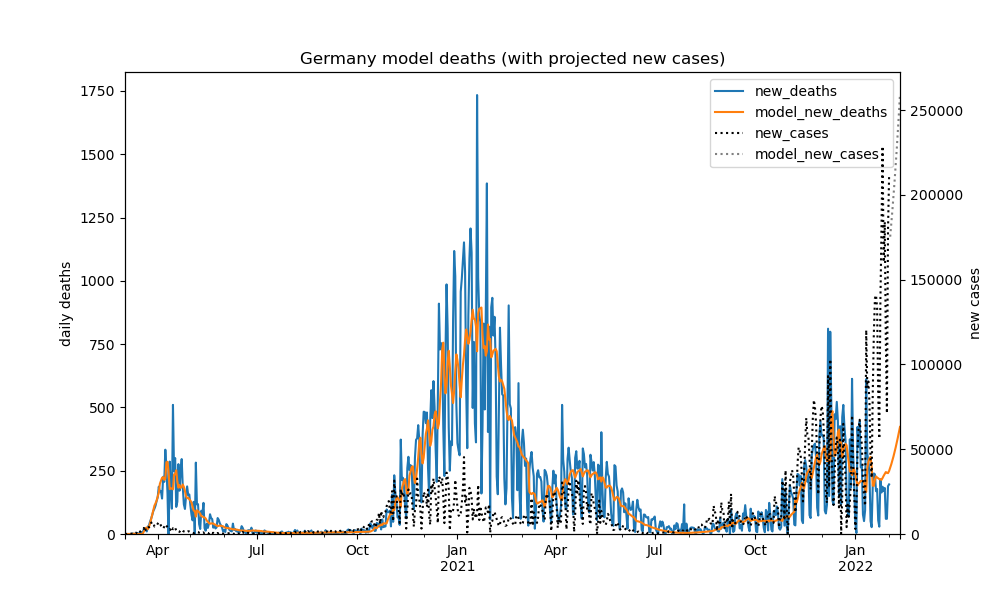 Germany model deaths (with projected new cases)
new_deaths
model_new_deaths
new_cases
model_new_cases
daily deaths
1750
1500
1250
1000
750
500
250
0
new cases
250000
200000
150000
100000
50000
0
Apr
Jul
Oct
Jan
2021
Apr
Jul
Oct
Jan
2022